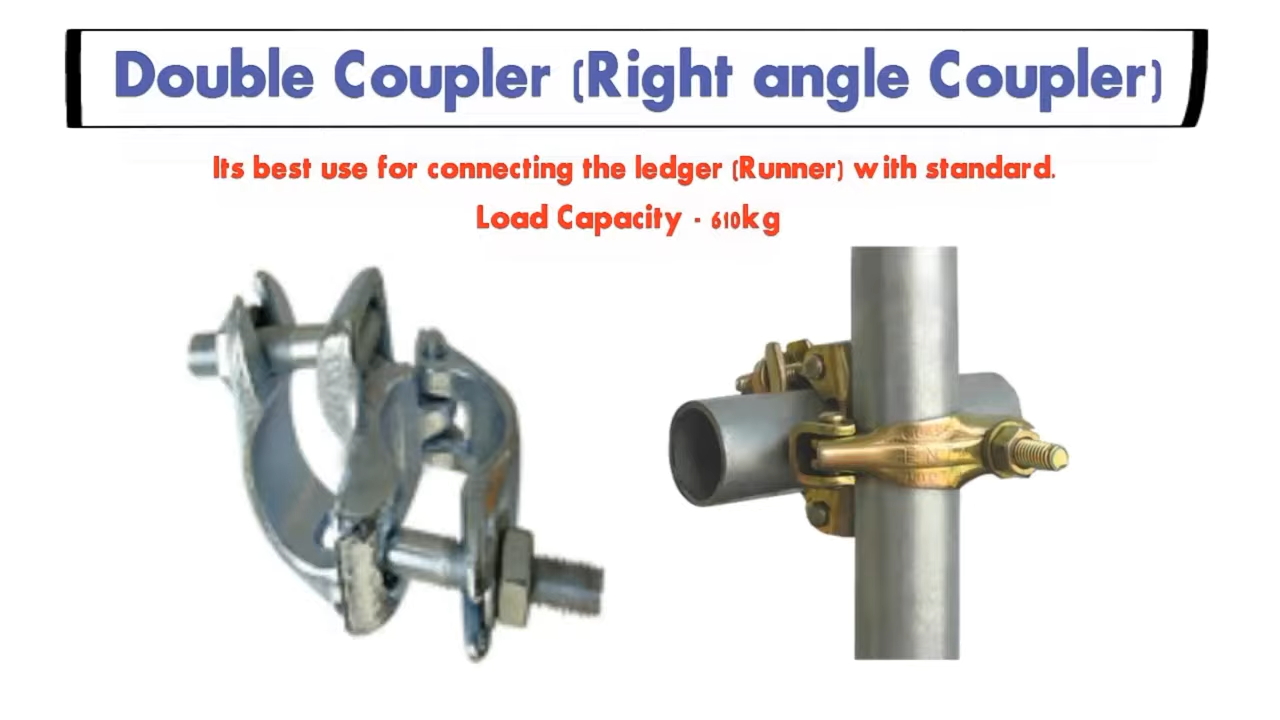 Double Coupler (Right angle Coupler)
Its best use for connecting the ledger (Runner) with standard.
Load Capacity - 610kg